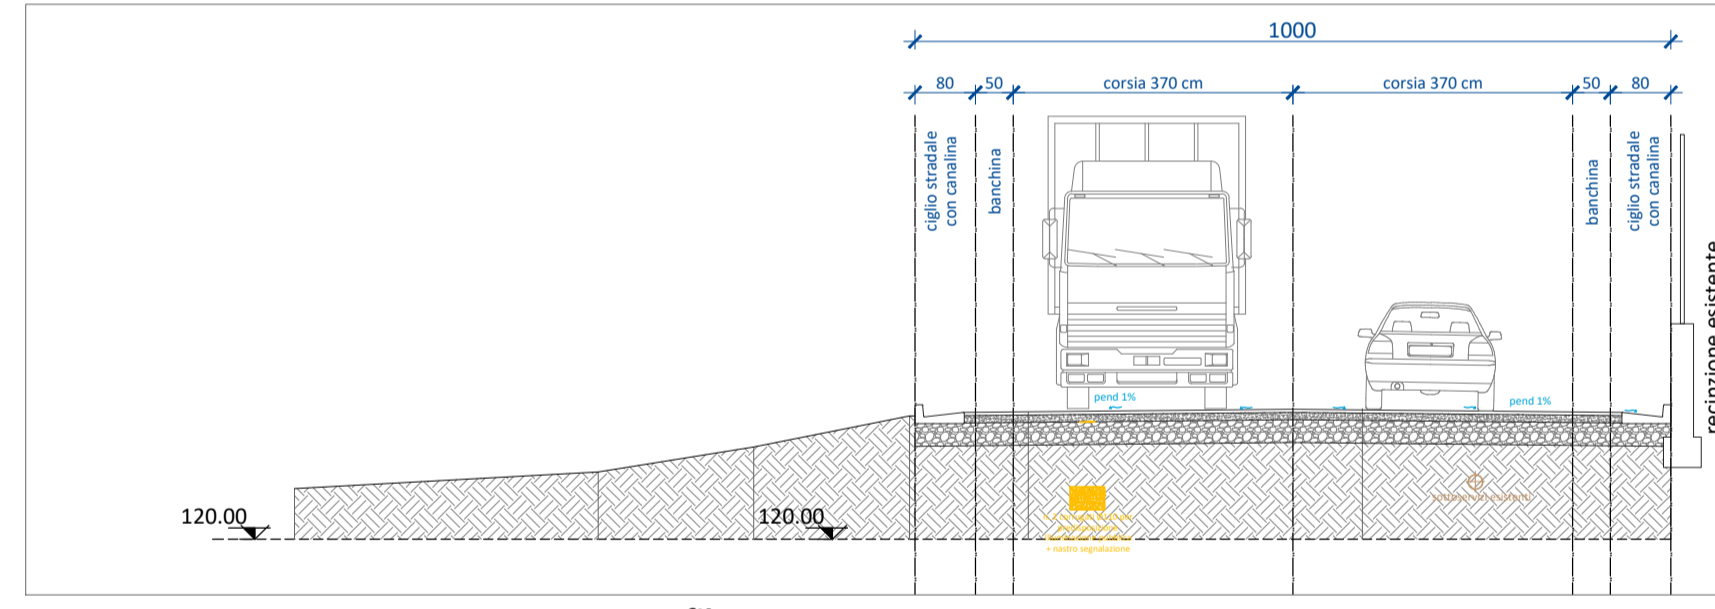 1000
80
50
corsia 370 cm
corsia 370 cm
50
80
ciglio stradale
con canalina
banchina
banchina
ciglio stradale
con canalina
recinzione esistente
pend 1%
pend 1%
sottoservizi esistenti
120.00
120.00
predisposizione
+ nastro segnalazione